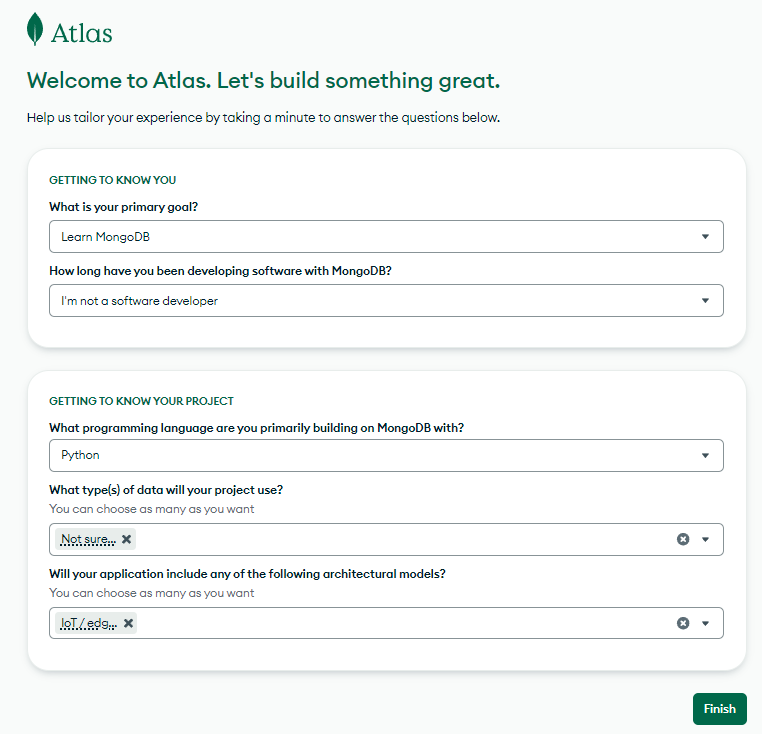 Atlas
Welcome to Atlas. Let's build something great.
Help us tailor your experience by taking a minute to answer the questions below.
GETTING TO KNOW YOU
What is your primary goal?
Learn MongoDB
How long have you been developing software with MongoDB?
I'm not a software developer
GETTING TO KNOW YOUR PROJECT
What programming language are you primarily building on MongoDB with?
Python
What type(s) of data will your project use?
You can choose as many as you want
Not sure...
Will your application include any of the following architectural models?
You can choose as many as you want
IoT / edg...
Finish